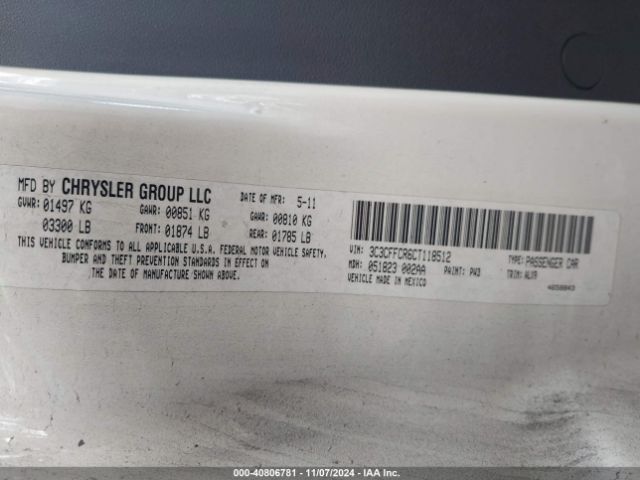 MFD BY CHRYSLER GROUP LLC DATE OF MFR: 5-11
GVWR: 01497 KG GAWR: 00851 KG GAWR: 00810 KG
03300 LB FRONT: 01874 LB REAR: 01785 LB
THIS VEHICLE CONFORMS TO ALL APPLICABLE U.S.A. FEDERAL MOTOR VEHICLE SAFETY,
BUMPER AND THEFT PREVENTION STANDARDS IN EFFECT ON
THE DATE OF MANUFACTURE SHOWN ABOVE.
VIN: 3C3CFFCR6CT118512 TYPE: PASSENGER CAR
MDH: 051823 002AA PAINT: PW3 TRIM: ALX9
VEHICLE MADE IN MEXICO
000-40806781 - 11/07/2024 - IAA Inc.